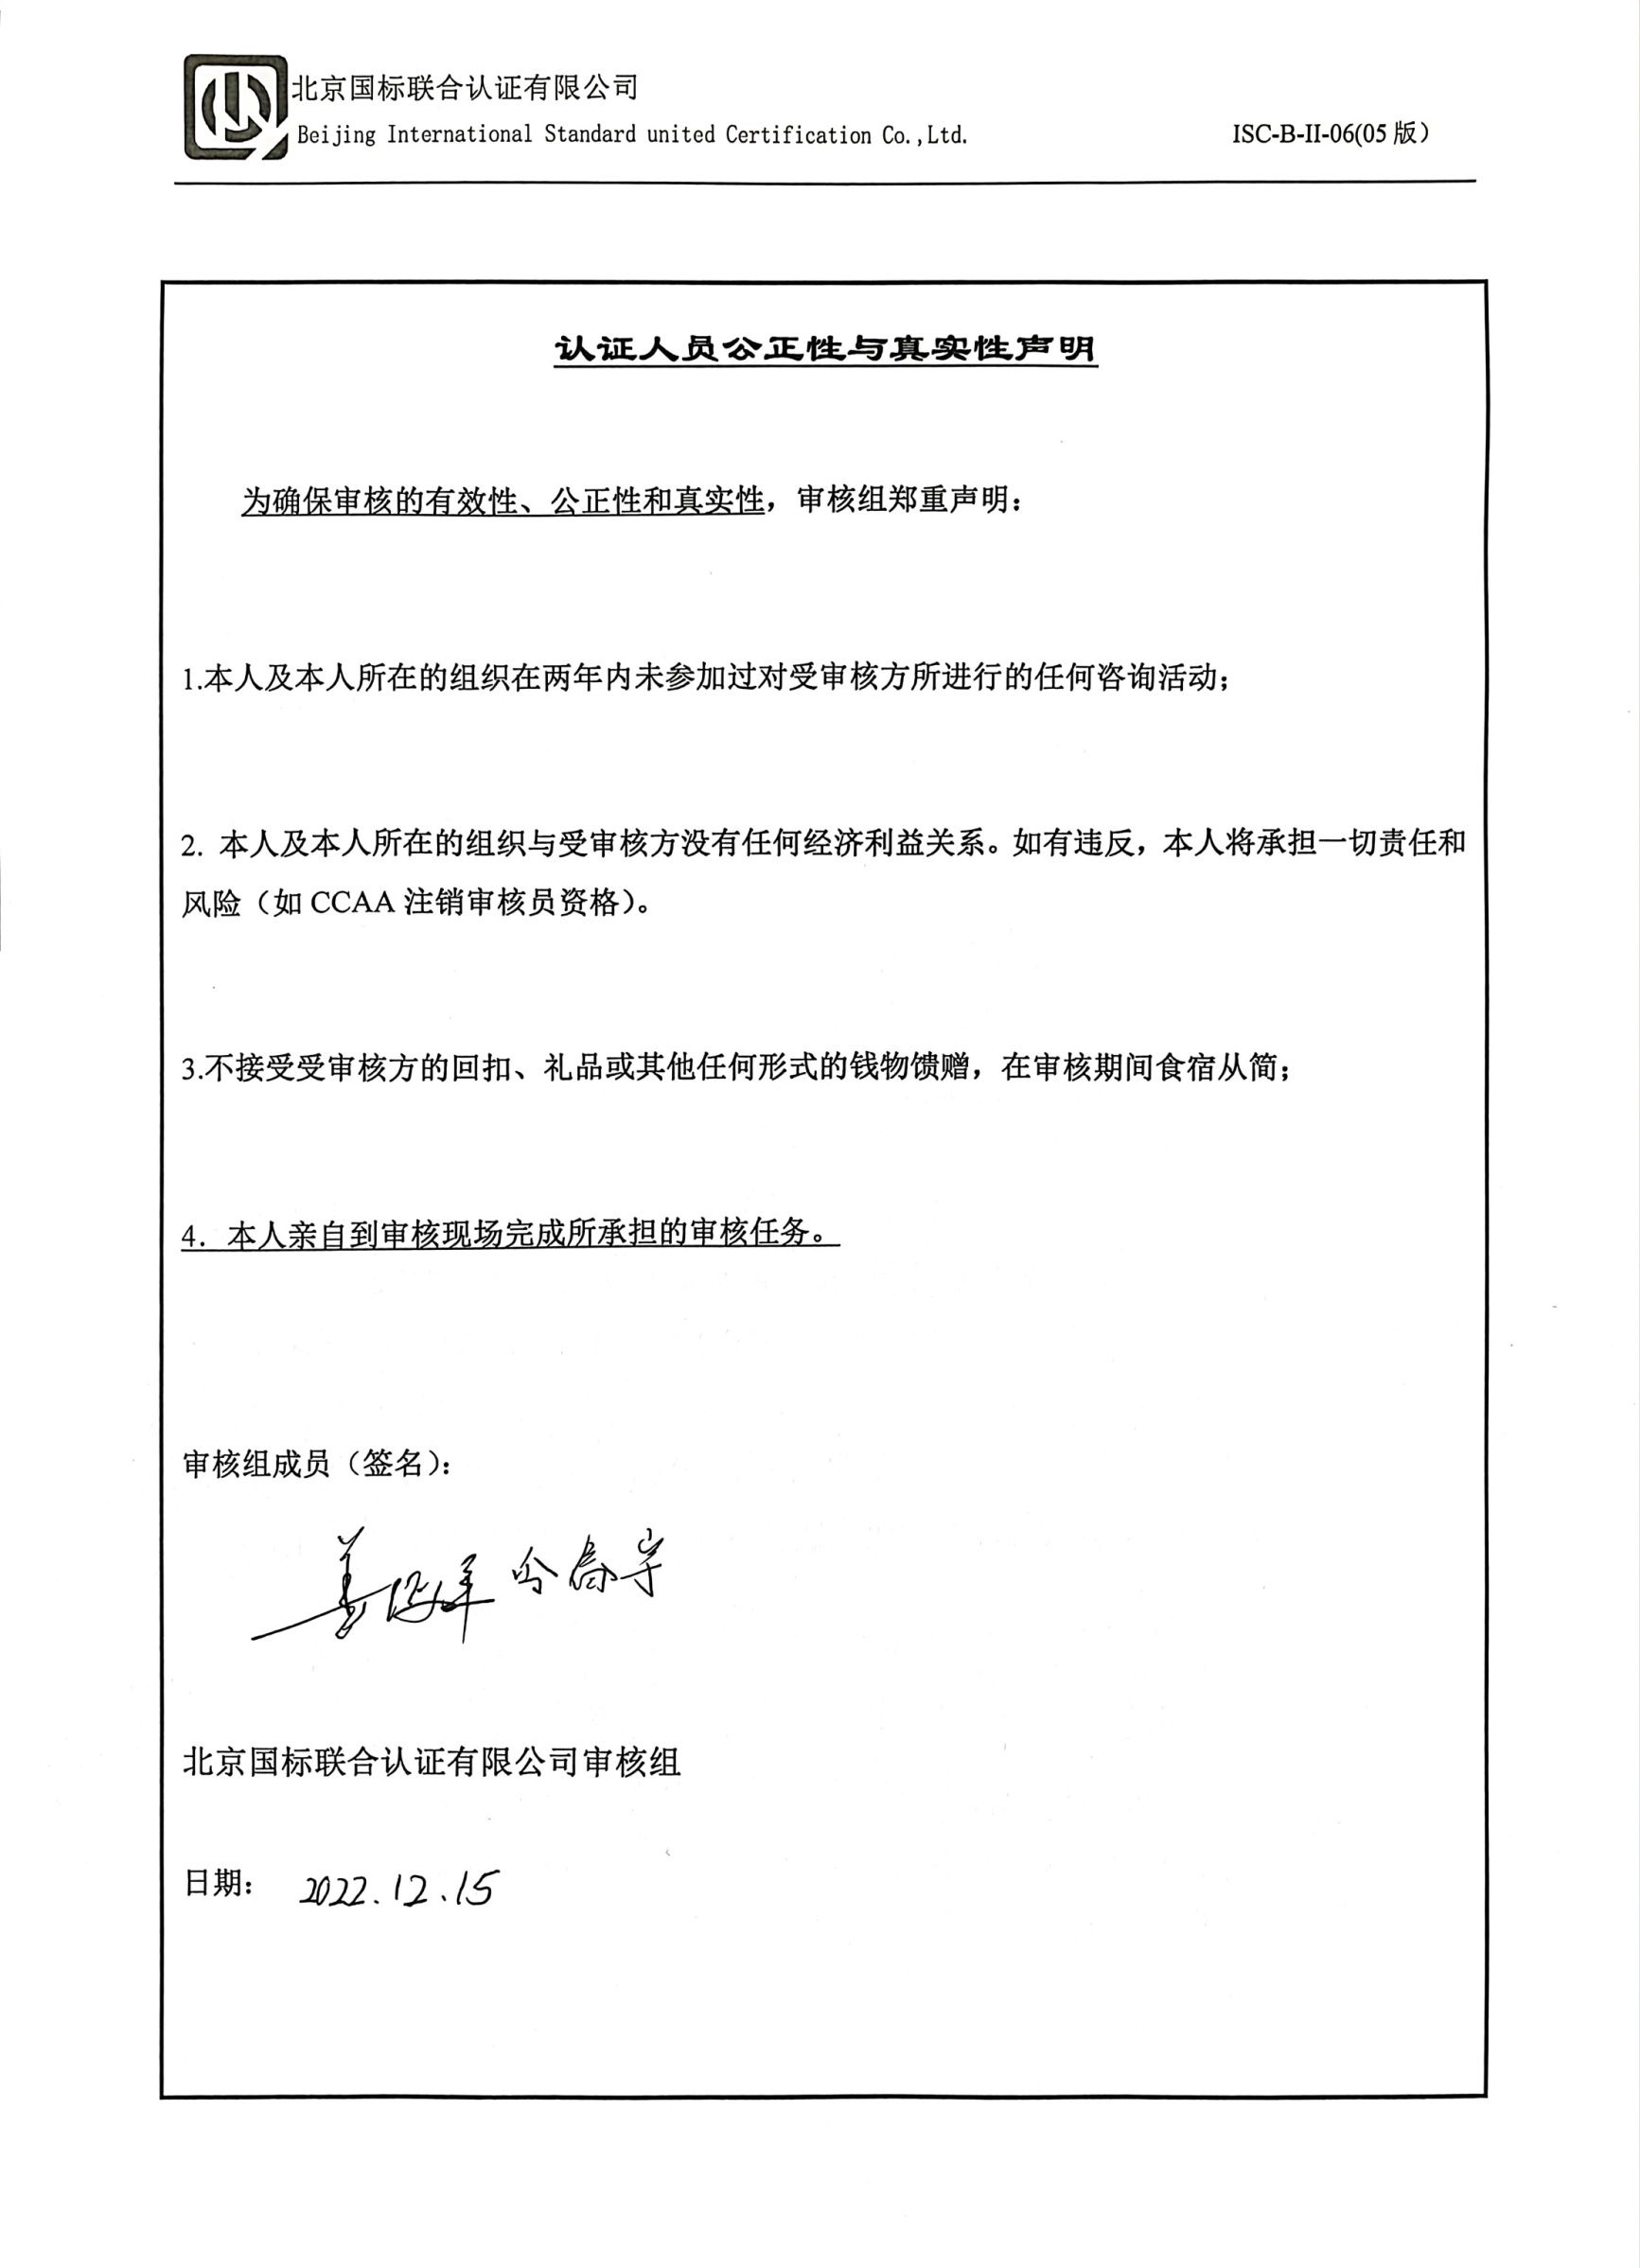 北京国标联合认证有限公司
Beijing International Standard united Certification Co.,Ltd.
ISC-B-II-06(05 版)
认证人员公正性与真实性声明
为确保审核的有效性、公正性和真实性，审核组郑重声明：
1.本人及本人所在的组织在两年内未参加过对受审核方所进行的任何咨询活动；
2. 本人及本人所在的组织与受审核方没有任何经济利益关系。如有违反，本人将承担一切责任和
风险（如 CCAA 注销审核员资格）。
3.不接受受审核方的回扣、礼品或其他任何形式的钱物馈赠，在审核期间食宿从简；
4. 本人亲自到审核现场完成所承担的审核任务。
审核组成员（签名）：
北京国标联合认证有限公司审核组
日期： 2022.12.15